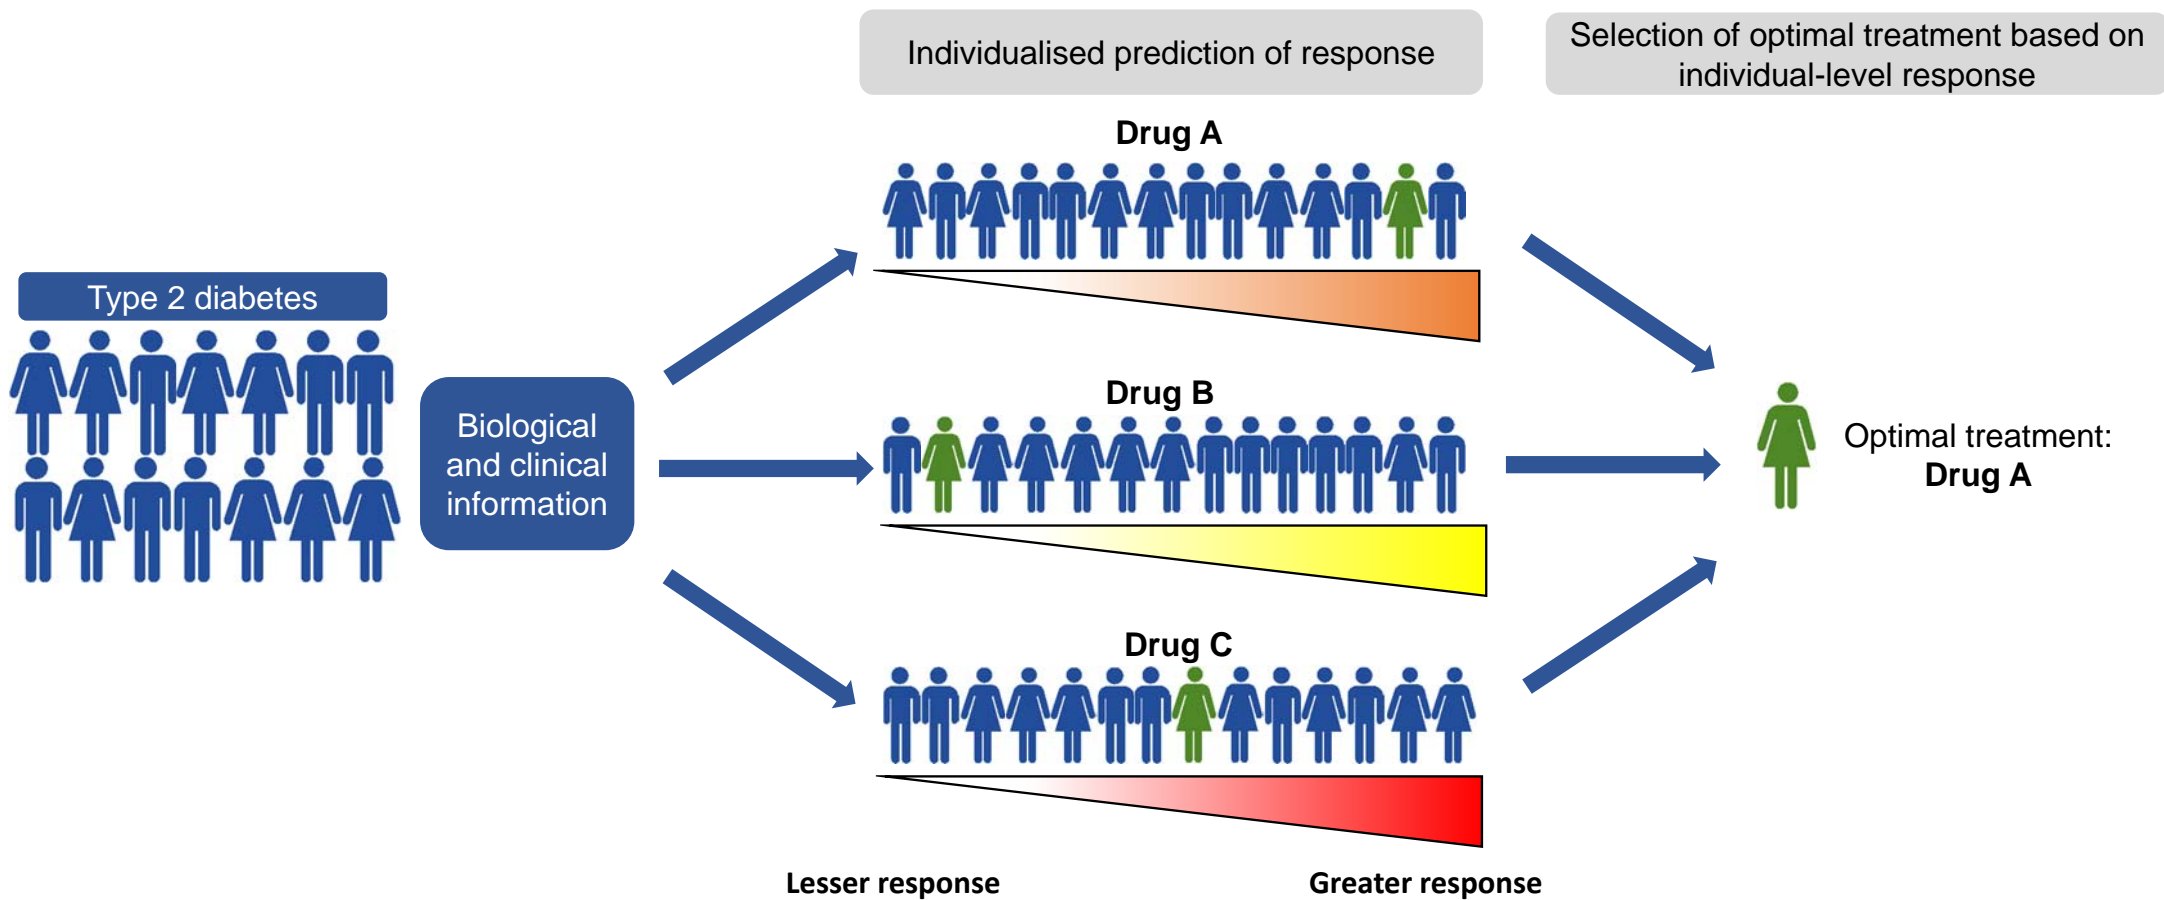 Individualised prediction of response
Selection of optimal treatment based on
individual-level response
Type 2 diabetes
Biological
and clinical
information
Drug A
Drug B
Drug C
Lesser response
Greater response
Optimal treatment:
Drug A